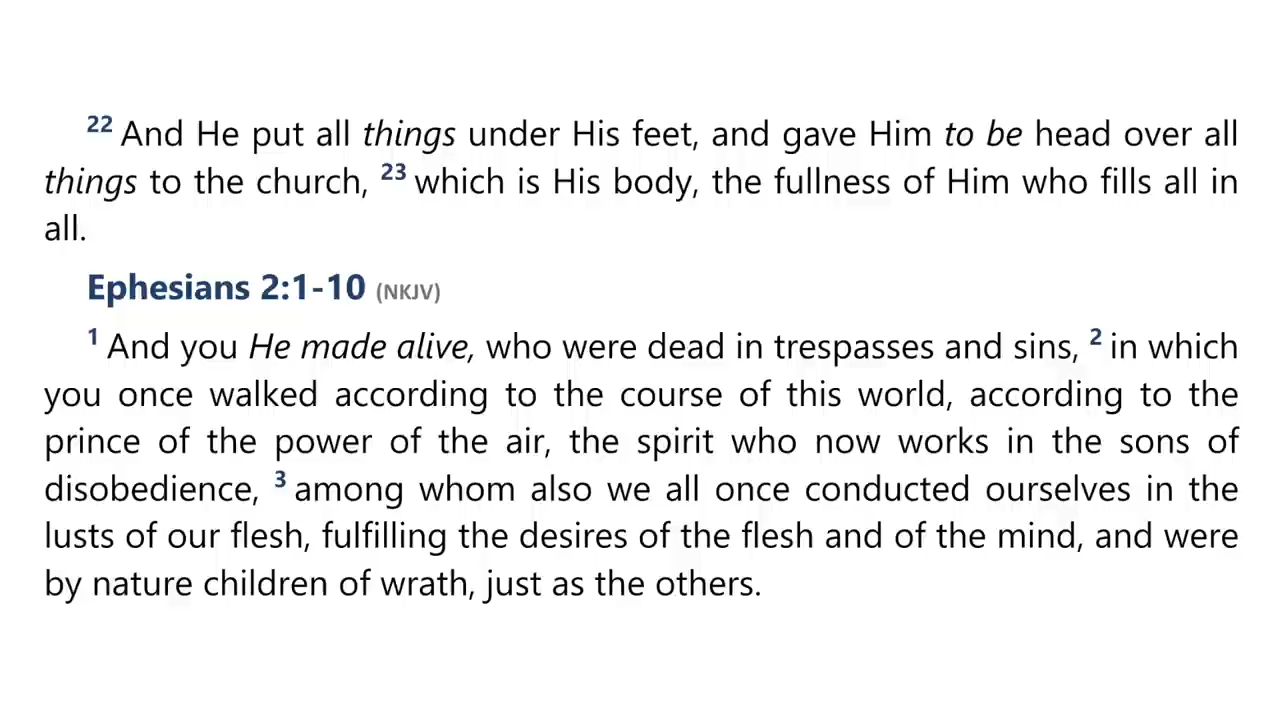 22 And He put all things under His feet, and gave Him to be head over all
things to the church, 23 which is His body, the fullness of Him who fills all in
all.
Ephesians 2:1-10 (NKJV)
1 And you He made alive, who were dead in trespasses and sins, 2 in which
you once walked according to the course of this world, according to the
prince of the power of the air, the spirit who now works in the sons of
disobedience, 3 among whom also we all once conducted ourselves in the
lusts of our flesh, fulfilling the desires of the flesh and of the mind, and were
by nature children of wrath, just as the others.